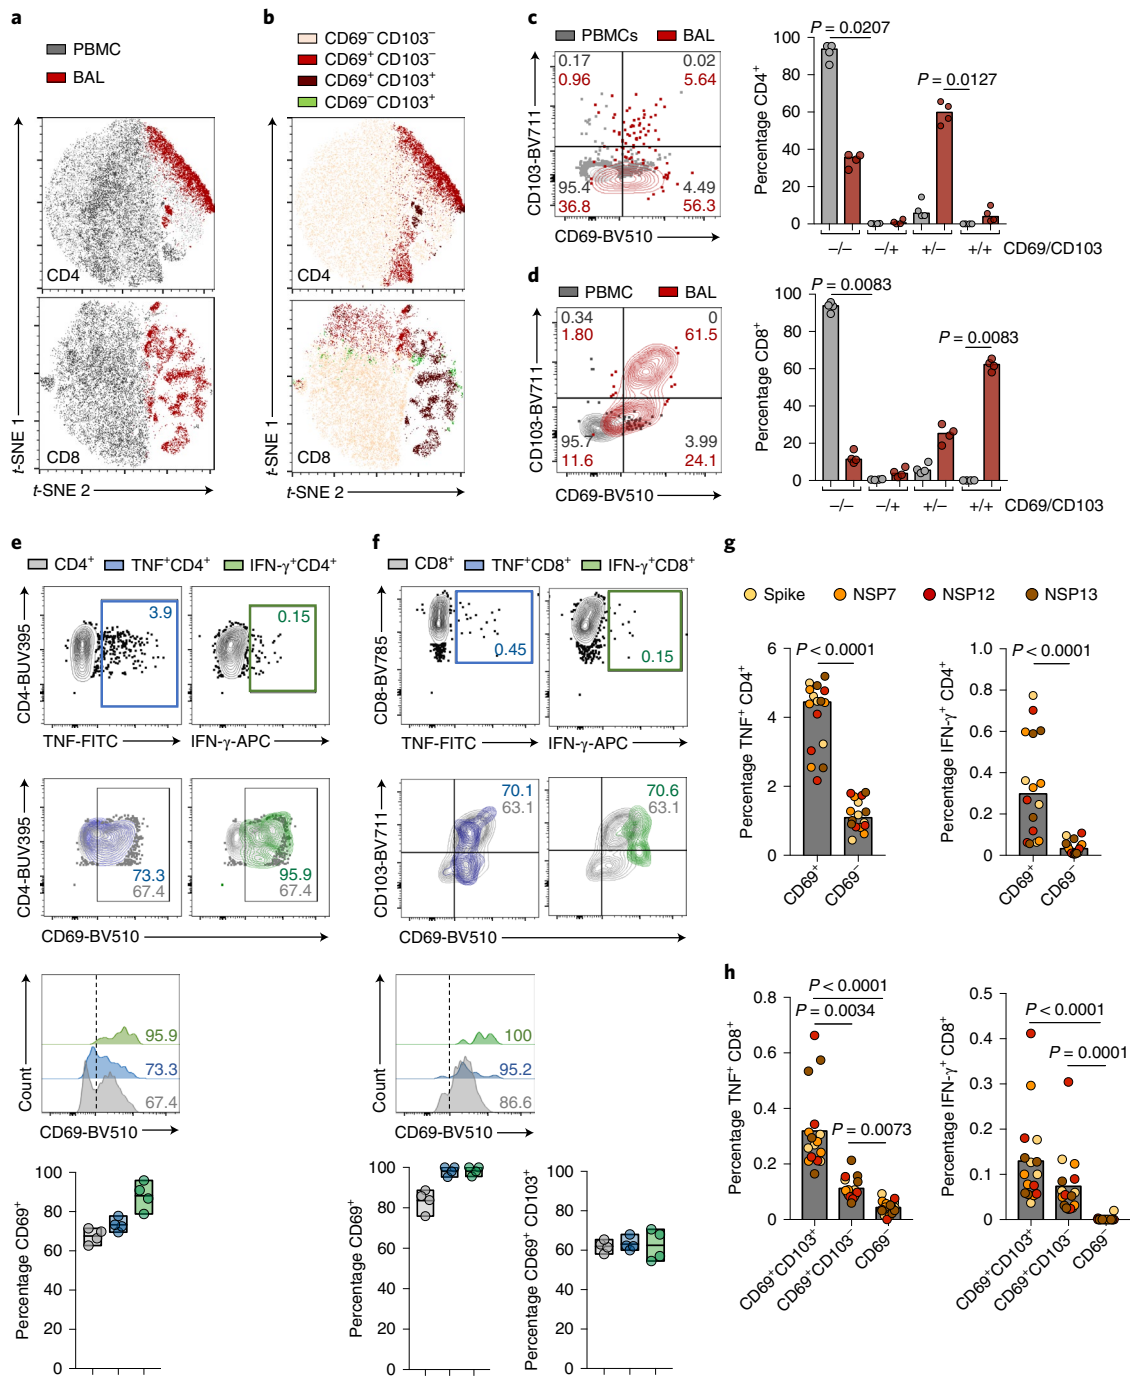 a
PBMC
BAL
CD4
CD8
t-SNE 1
t-SNE 2
b
CD69⁻ CD103⁻
CD69⁺ CD103⁻
CD69⁺ CD103⁺
CD69⁻ CD103⁺
CD4
CD8
t-SNE 1
t-SNE 2
c
PBMCs
BAL
0.17
0.96
0.02
5.64
95.4
36.8
4.49
56.3
CD103-BV711
CD69-BV510
Percentage CD4⁺
100
80
60
40
20
0
P = 0.0207
P = 0.0127
–/–
–/+
+/–
+/+
CD69/CD103
d
PBMC
BAL
0.34
1.80
0
61.5
95.7
11.6
3.99
24.1
CD103-BV711
CD69-BV510
Percentage CD8⁺
100
80
60
40
20
0
P = 0.0083
P = 0.0083
–/–
–/+
+/–
+/+
CD69/CD103
e
CD4⁺
TNF⁺CD4⁺
IFN-γ⁺CD4⁺
3.9
0.15
CD4-BUV395
TNF-FITC
IFN-γ-APC
73.3
67.4
95.9
67.4
CD4-BUV395
CD69-BV510
95.9
73.3
67.4
Count
CD69-BV510
Percentage CD69⁺
100
80
60
40
20
0
f
CD8⁺
TNF⁺CD8⁺
IFN-γ⁺CD8⁺
0.45
0.15
CD8-BV785
TNF-FITC
IFN-γ-APC
70.1
63.1
70.6
63.1
CD103-BV711
CD69-BV510
100
95.2
86.6
Count
CD69-BV510
Percentage CD69⁺
100
80
60
40
20
0
Percentage CD69⁺ CD103⁺
100
80
60
40
20
0
g
Spike
NSP7
NSP12
NSP13
Percentage TNF⁺ CD4⁺
6
4
2
0
P < 0.0001
CD69⁺
CD69⁻
Percentage IFN-γ⁺ CD4⁺
1.0
0.8
0.6
0.4
0.2
0
P < 0.0001
CD69⁺
CD69⁻
h
Percentage TNF⁺ CD8⁺
0.8
0.6
0.4
0.2
0
P < 0.0001
P = 0.0034
P = 0.0073
CD69⁺CD103⁺
CD69⁺CD103⁻
CD69⁻
Percentage IFN-γ⁺ CD8⁺
0.5
0.4
0.3
0.2
0.1
0
P < 0.0001
P = 0.0001
CD69⁺CD103⁺
CD69⁺CD103⁻
CD69⁻